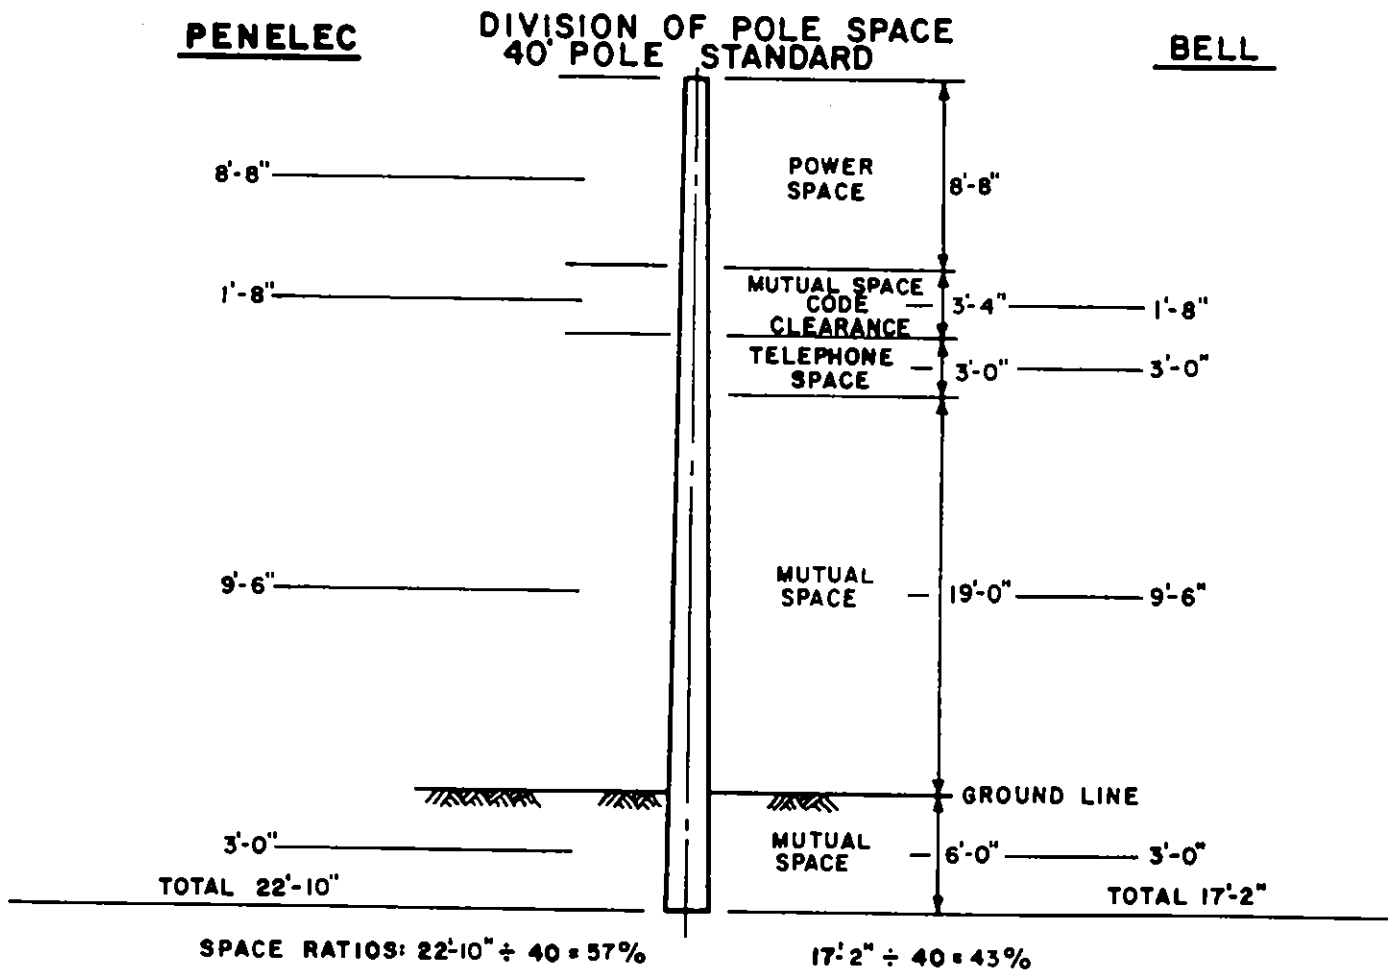 PENELEC
DIVISION OF POLE SPACE
40' POLE STANDARD
BELL
8'-8"
POWER
SPACE
8'-8"
1'-8"
MUTUAL SPACE
CODE
CLEARANCE
3'-4"
1'-8"
TELEPHONE
SPACE
3'-0"
3'-0"
9'-6"
MUTUAL
SPACE
19'-0"
9'-6"
GROUND LINE
3'-0"
MUTUAL
SPACE
6'-0"
3'-0"
TOTAL 22'-10"
TOTAL 17'-2"
SPACE RATIOS: 22'-10" ÷ 40 = 57%
17'-2" ÷ 40 = 43%